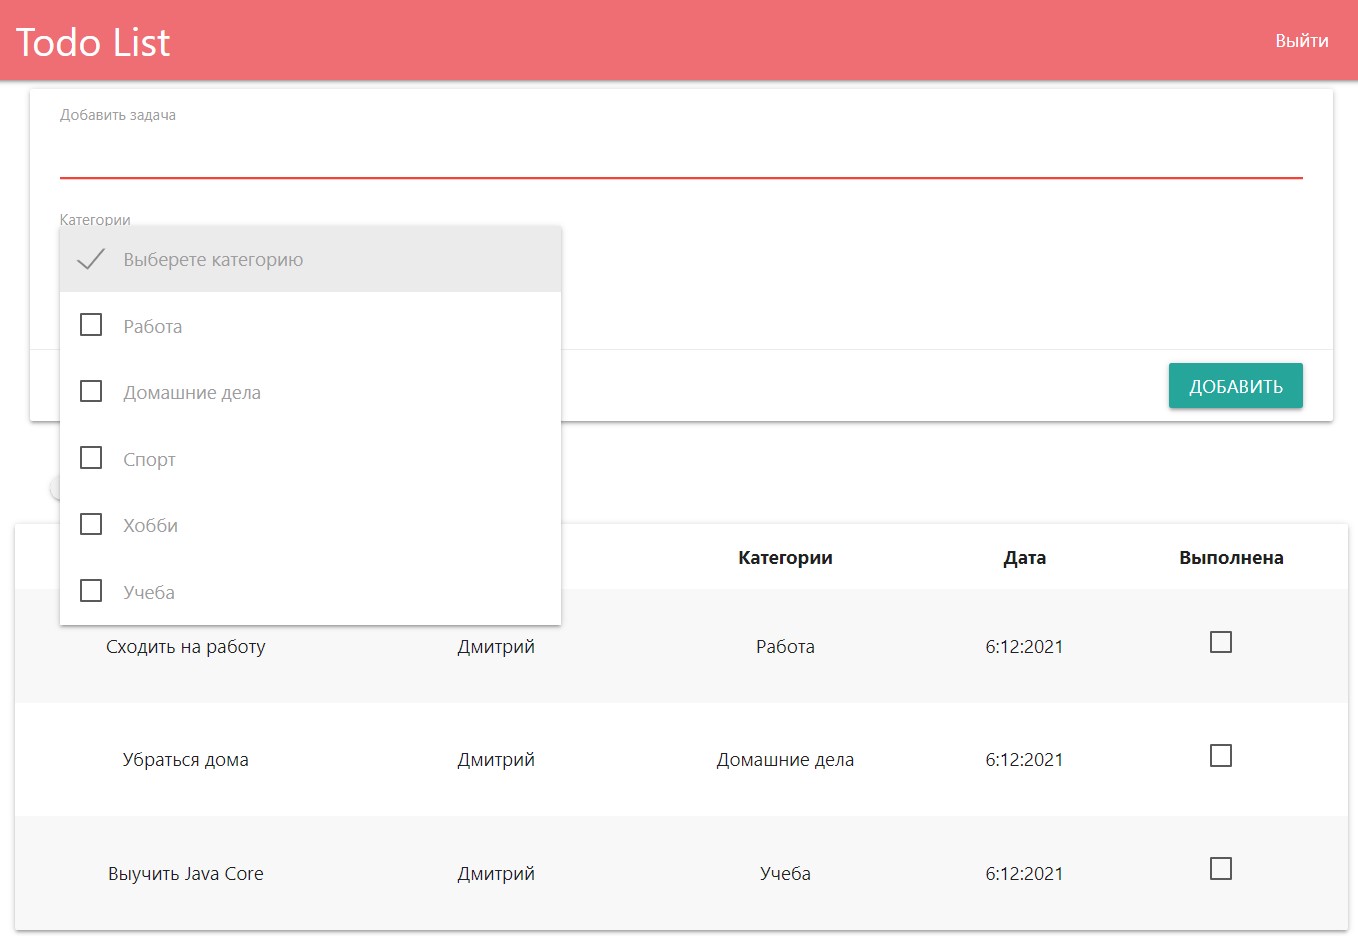 Todo List
Выйти
Добавить задача
Категории
Выберете категорию
Работа
Домашние дела
Спорт
Хобби
Учеба
ДОБАВИТЬ
Категории Дата Выполнена
Сходить на работу Дмитрий Работа 6:12:2021
Убраться дома Дмитрий Домашние дела 6:12:2021
Выучить Java Core Дмитрий Учеба 6:12:2021